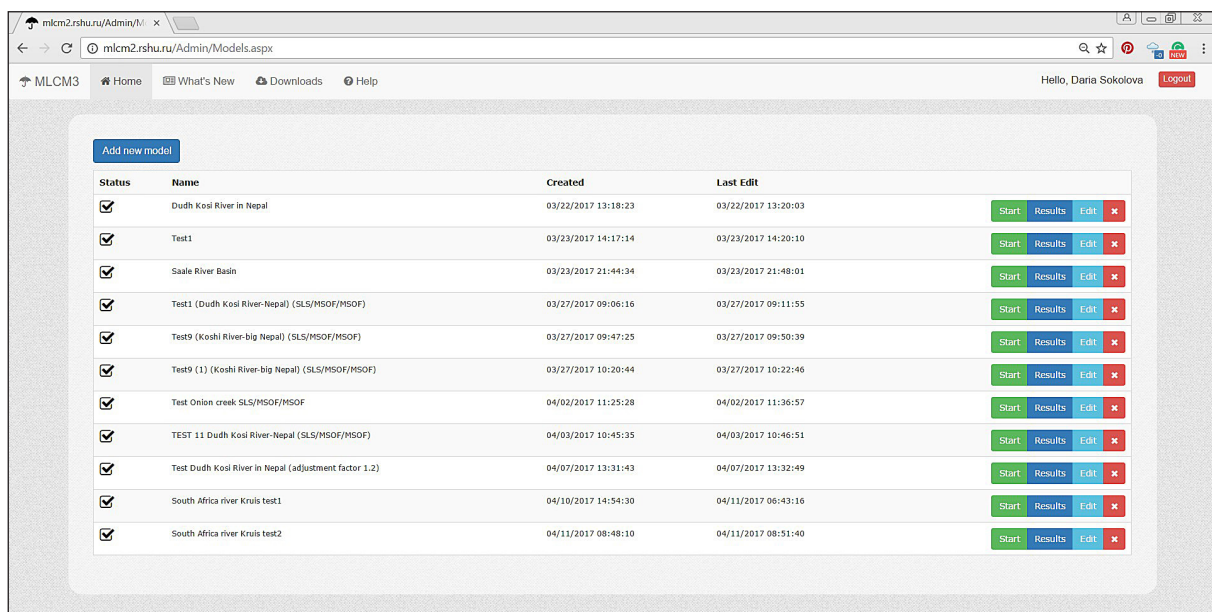 mlcm2.rshu.ru/Admin/M
mlcm2.rshu.ru/Admin/Models.aspx
NEW
MLCM3 Home What's New Downloads Help Hello, Daria Sokolova Logout
Add new model
Status Name Created Last Edit
Dudh Kosi River in Nepal 03/22/2017 13:18:23 03/22/2017 13:20:03 Start Results Edit
Test1 03/23/2017 14:17:14 03/23/2017 14:20:10 Start Results Edit
Saale River Basin 03/23/2017 21:44:34 03/23/2017 21:48:01 Start Results Edit
Test1 (Dudh Kosi River-Nepal) (SLS/MSOF/MSOF) 03/27/2017 09:06:16 03/27/2017 09:11:55 Start Results Edit
Test9 (Koshi River-big Nepal) (SLS/MSOF/MSOF) 03/27/2017 09:47:25 03/27/2017 09:50:39 Start Results Edit
Test9 (1) (Koshi River-big Nepal) (SLS/MSOF/MSOF) 03/27/2017 10:20:44 03/27/2017 10:22:46 Start Results Edit
Test Onion creek SLS/MSOF/MSOF 04/02/2017 11:25:28 04/02/2017 11:36:57 Start Results Edit
TEST 11 Dudh Kosi River-Nepal (SLS/MSOF/MSOF) 04/03/2017 10:45:35 04/03/2017 10:46:51 Start Results Edit
Test Dudh Kosi River in Nepal (adjustment factor 1.2) 04/07/2017 13:31:43 04/07/2017 13:32:49 Start Results Edit
South Africa river Kruis test1 04/10/2017 14:54:30 04/11/2017 06:43:16 Start Results Edit
South Africa river Kruis test2 04/11/2017 08:48:10 04/11/2017 08:51:40 Start Results Edit